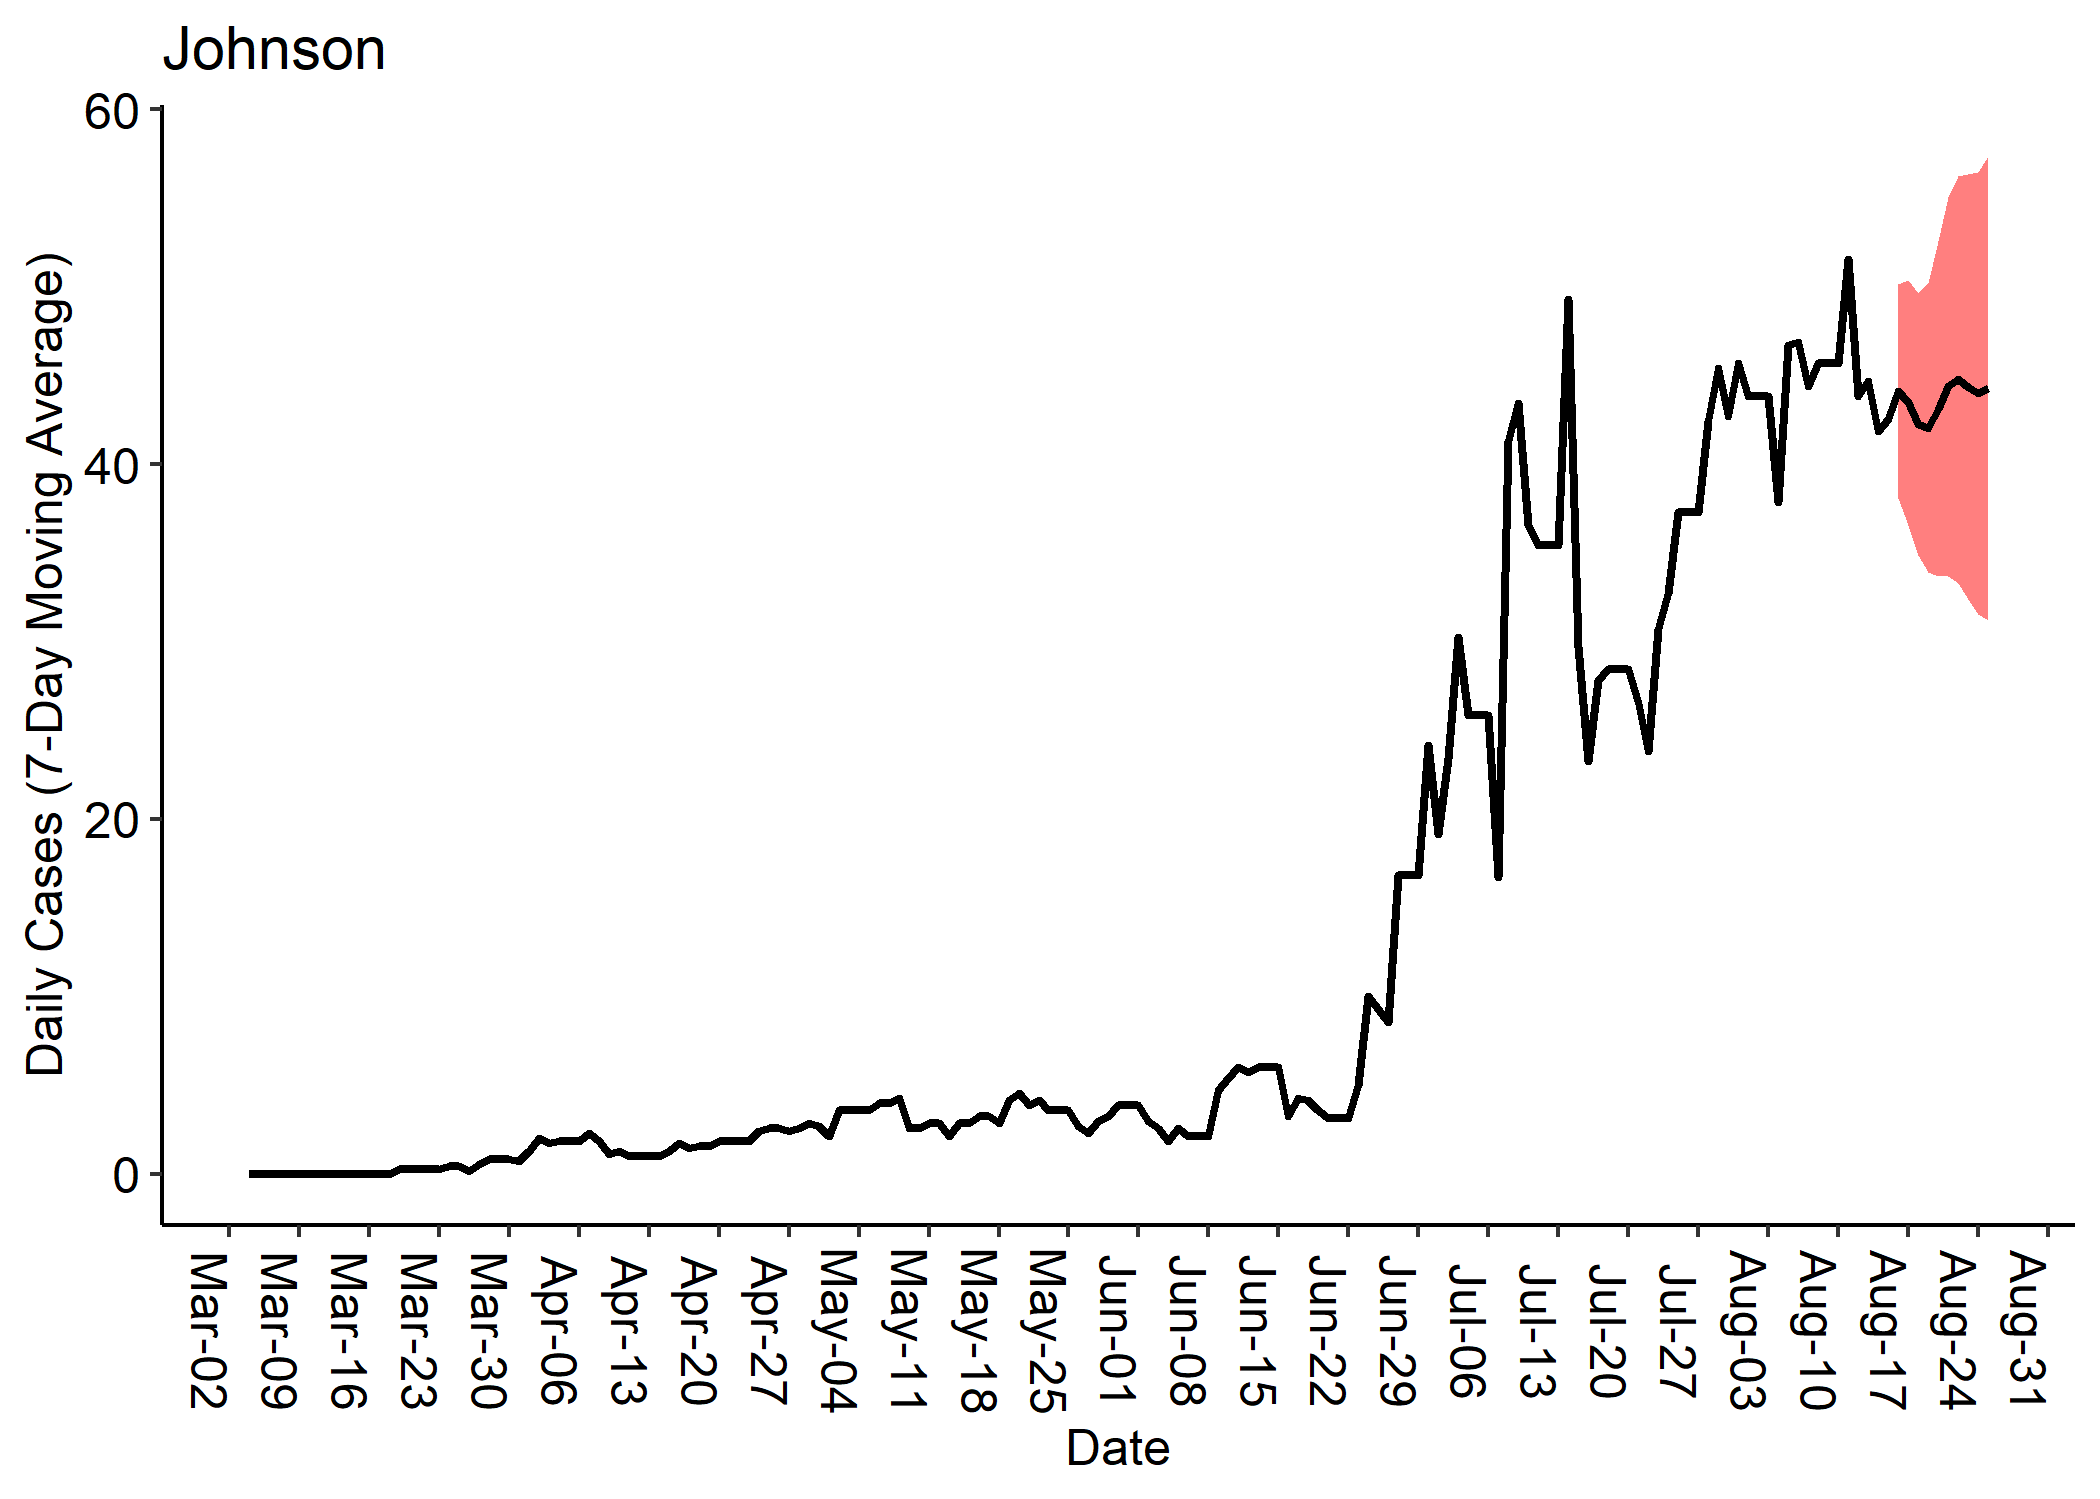 Johnson
60
40
20
0
Daily Cases (7-Day Moving Average)
Mar-02
Mar-09
Mar-16
Mar-23
Mar-30
Apr-06
Apr-13
Apr-20
Apr-27
May-04
May-11
May-18
May-25
Jun-01
Jun-08
Jun-15
Jun-22
Jun-29
Jul-06
Jul-13
Jul-20
Jul-27
Aug-03
Aug-10
Aug-17
Aug-24
Aug-31
Date